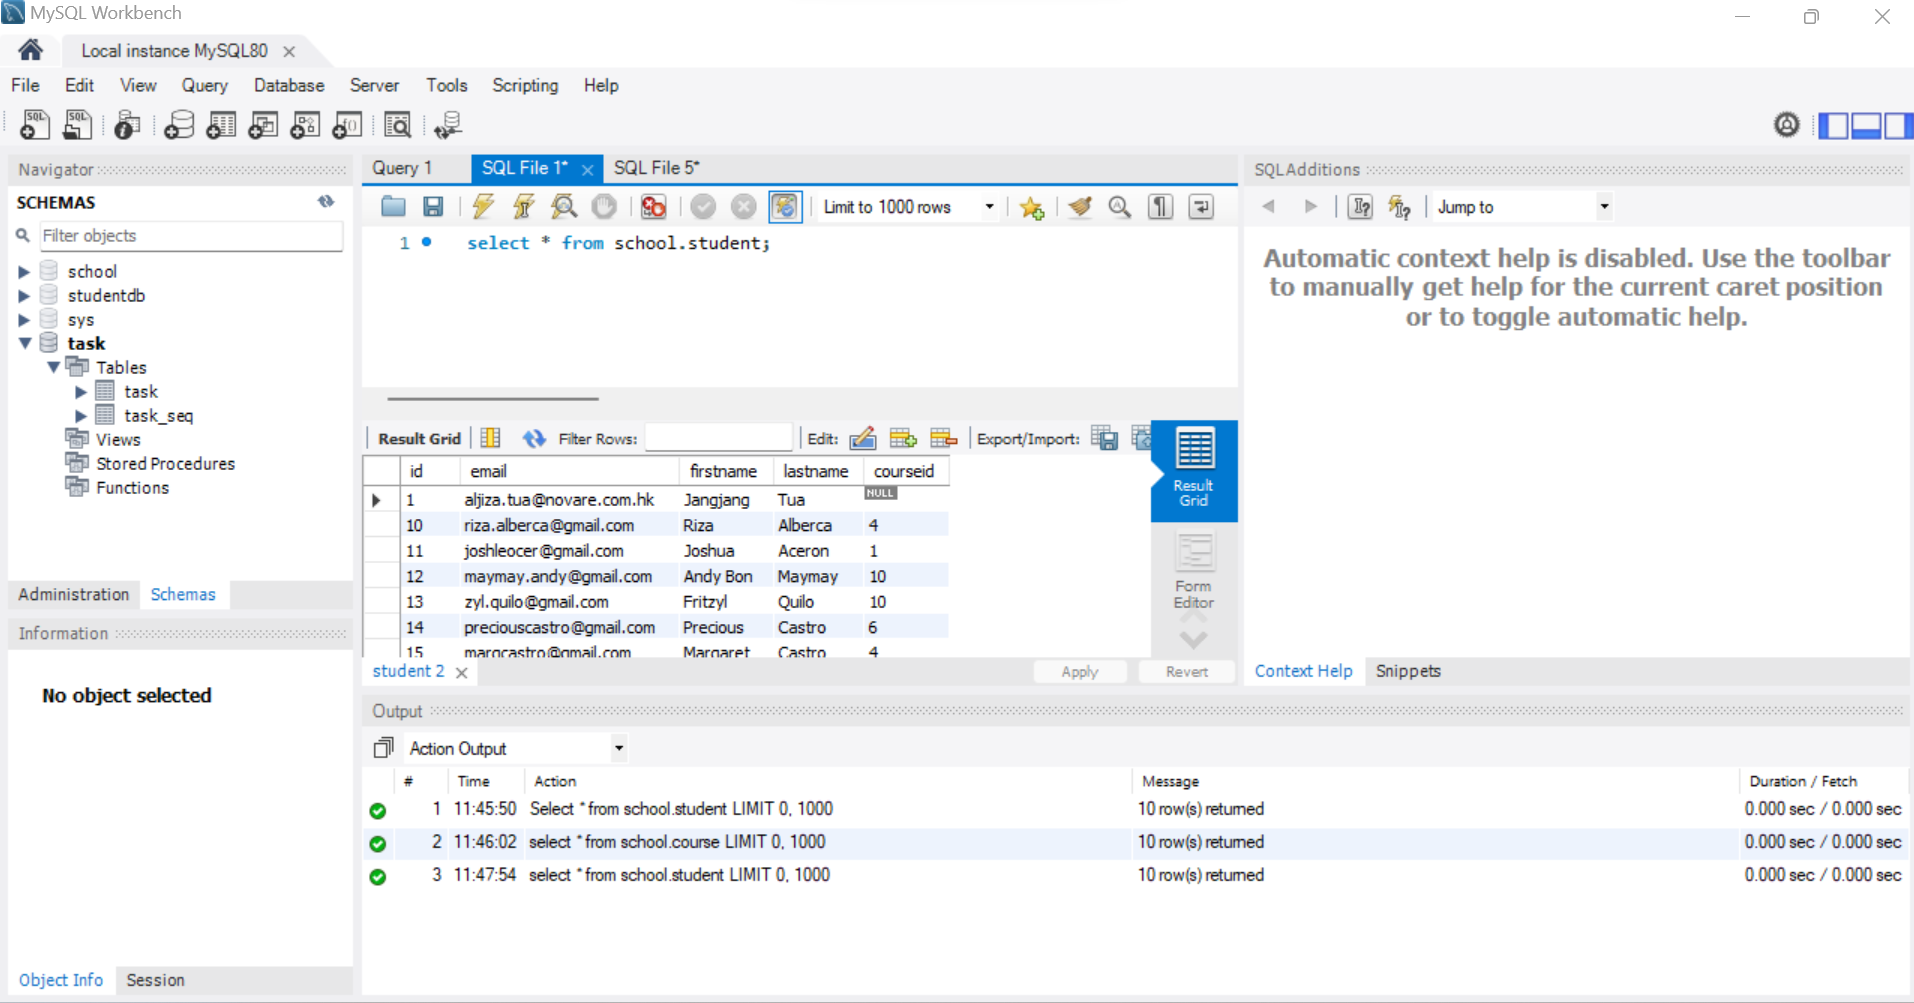 MySQL Workbench
Local instance MySQL80
File Edit View Query Database Server Tools Scripting Help
Navigator
SCHEMAS
Filter objects
school
studentdb
sys
task
Tables
task
task_seq
Views
Stored Procedures
Functions
Administration Schemas
Information
No object selected
Object Info Session
Query 1 SQL File 1* SQL File 5*
Limit to 1000 rows
1 select * from school.student;
Result Grid Filter Rows: Edit: Export/Import:
id email firstname lastname courseid
1 aljiza.tua@novare.com.hk Jangjang Tua NULL
10 riza.alberca@gmail.com Riza Alberca 4
11 joshleocer@gmail.com Joshua Aceron 1
12 maymay.andy@gmail.com Andy Bon Maymay 10
13 zyl.quilo@gmail.com Fritzyl Quilo 10
14 preciouscastro@gmail.com Precious Castro 6
15 margcastro@gmail.com Margaret Castro 4
Result
Grid
Form
Editor
student 2 Apply Revert
SQLAdditions
Jump to
Automatic context help is disabled. Use the toolbar
to manually get help for the current caret position
or to toggle automatic help.
Context Help Snippets
Output
Action Output
# Time Action Message Duration / Fetch
1 11:45:50 Select * from school.student LIMIT 0, 1000 10 row(s) returned 0.000 sec / 0.000 sec
2 11:46:02 select * from school.course LIMIT 0, 1000 10 row(s) returned 0.000 sec / 0.000 sec
3 11:47:54 select * from school.student LIMIT 0, 1000 10 row(s) returned 0.000 sec / 0.000 sec